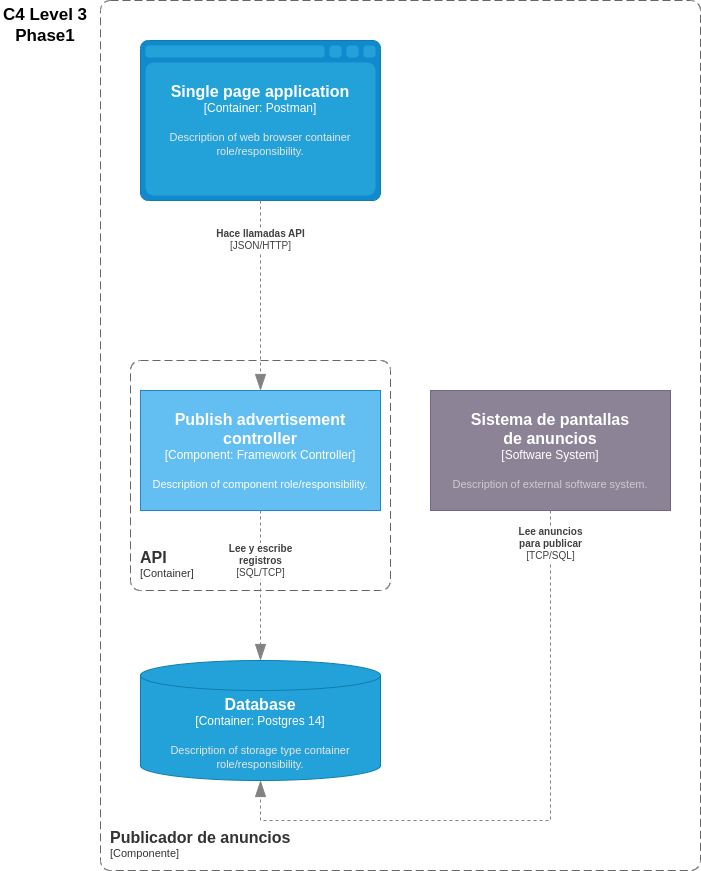 C4 Level 3
Phase1
Single page application
[Container: Postman]
Description of web browser container
role/responsibility.
Hace llamadas API
[JSON/HTTP]
Publish advertisement
controller
[Component: Framework Controller]
Description of component role/responsibility.
Sistema de pantallas
de anuncios
[Software System]
Description of external software system.
Lee y escribe
registros
[SQL/TCP]
API
[Container]
Lee anuncios
para publicar
[TCP/SQL]
Database
[Container: Postgres 14]
Description of storage type container
role/responsibility.
Publicador de anuncios
[Componente]